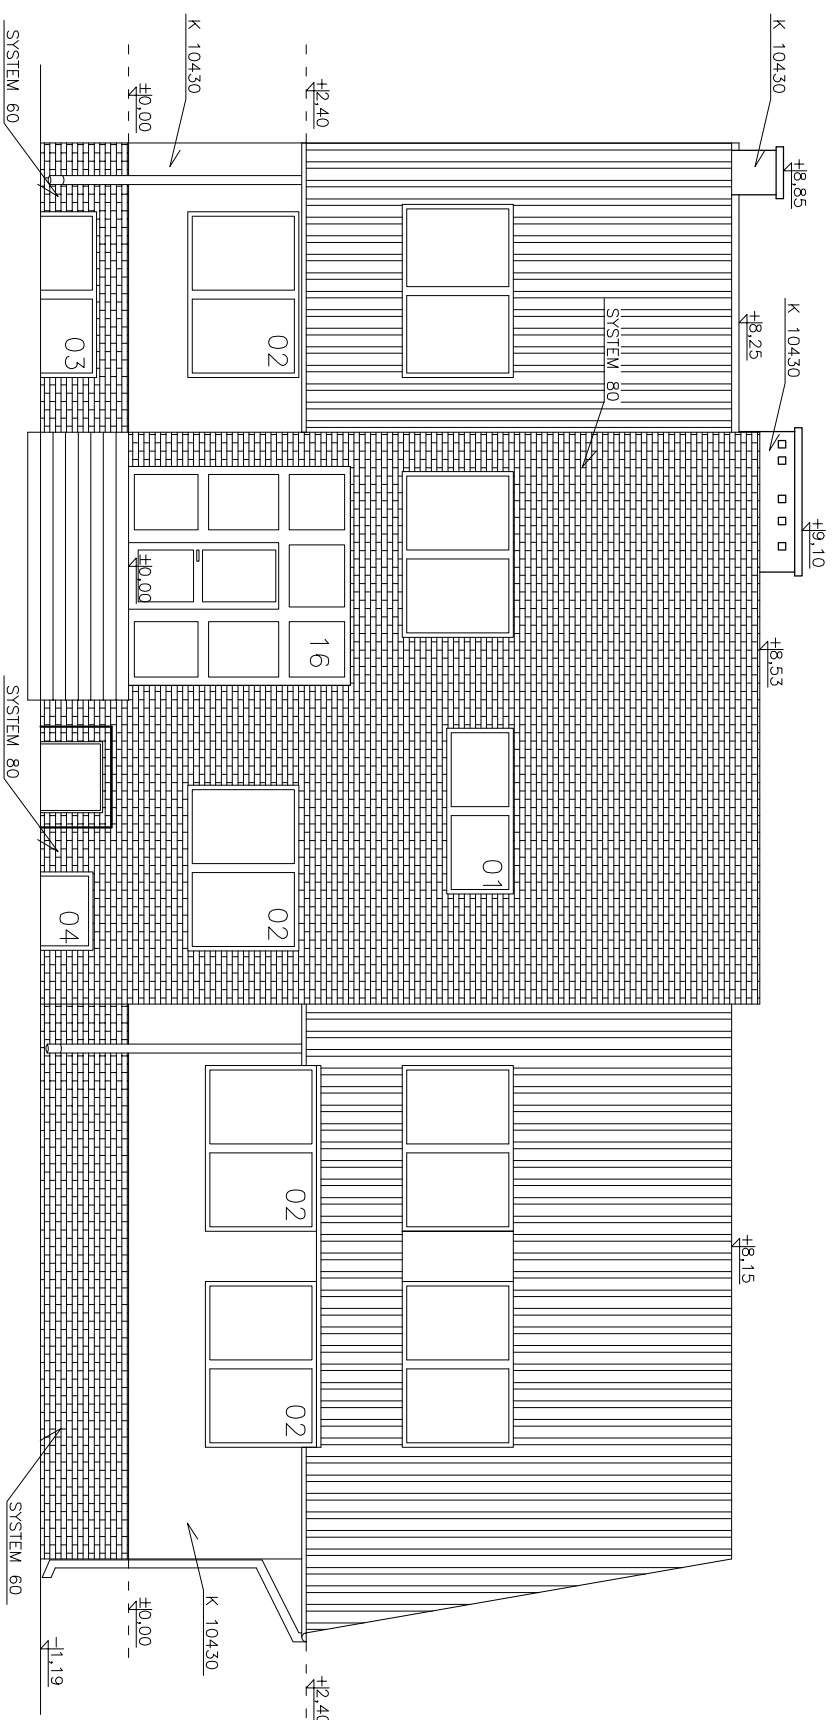 K 10430
+8,85
K 10430
+9,10
+8,25
+8,53
+8,15
SYSTEM 80
K 10430
+2,40
±0,00
SYSTEM 60
01
02
03
16
±0,00
02
04
02
02
SYSTEM 80
SYSTEM 60
K 10430
+2,40
±0,00
-1,19